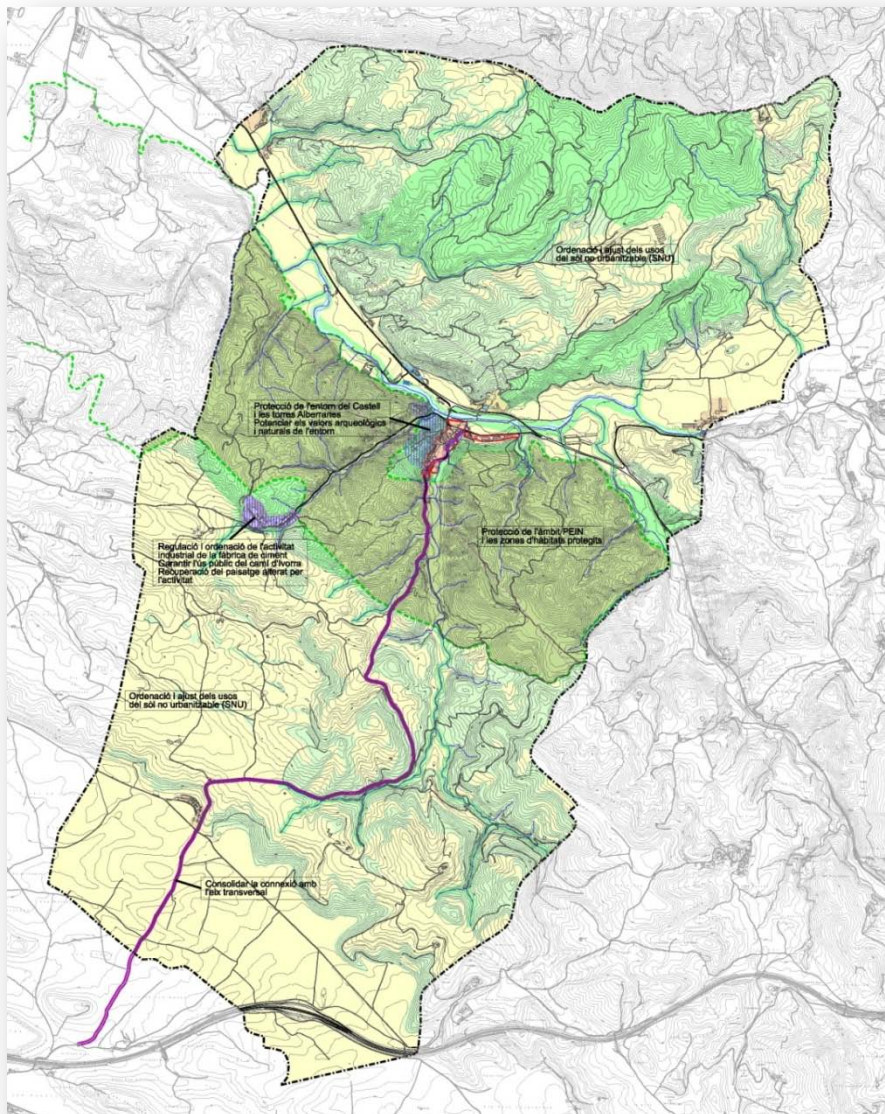 Ordenació i ajust dels usos
del sòl no urbanitzable (SNU)
Protecció de l'entorn del Castell
i les torres Alberrartes
Potenciar els valors arqueològics
i naturals de l'entorn
Protecció de l'àmbit PEIN
i les zones d'hàbitats protegits
Regulació i ordenació de l'activitat
industrial de la fàbrica de ciment
Garantir l'ús públic del camí d'Ivorra
Recuperació del paisatge alterat per
l'activitat
Ordenació i ajust dels usos
del sòl no urbanitzable (SNU)
Consolidar la connexió amb
l'eix transversal